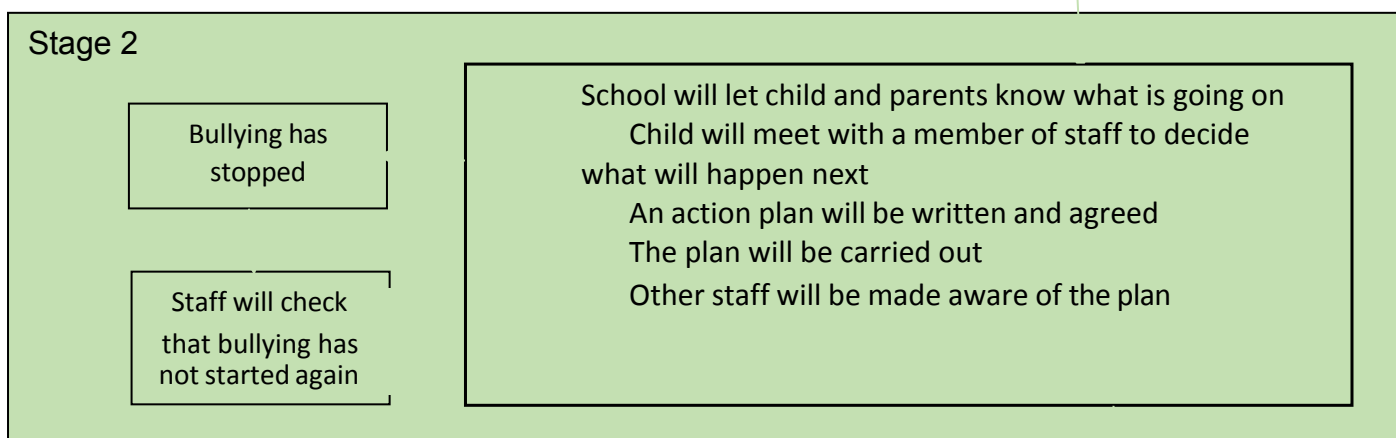 Stage 2
Bullying has
stopped
Staff will check
that bullying has
not started again
School will let child and parents know what is going on
Child will meet with a member of staff to decide
what will happen next
An action plan will be written and agreed
The plan will be carried out
Other staff will be made aware of the plan